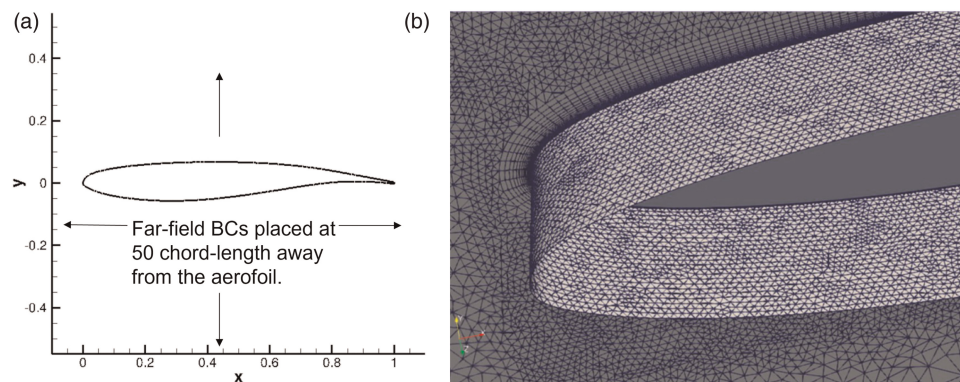 (a)
(b)
0.4
0.2
y
0
Far-field BCs placed at
50 chord-length away
from the aerofoil.
-0.2
-0.4
0
0.2
0.4
0.6
0.8
1
x